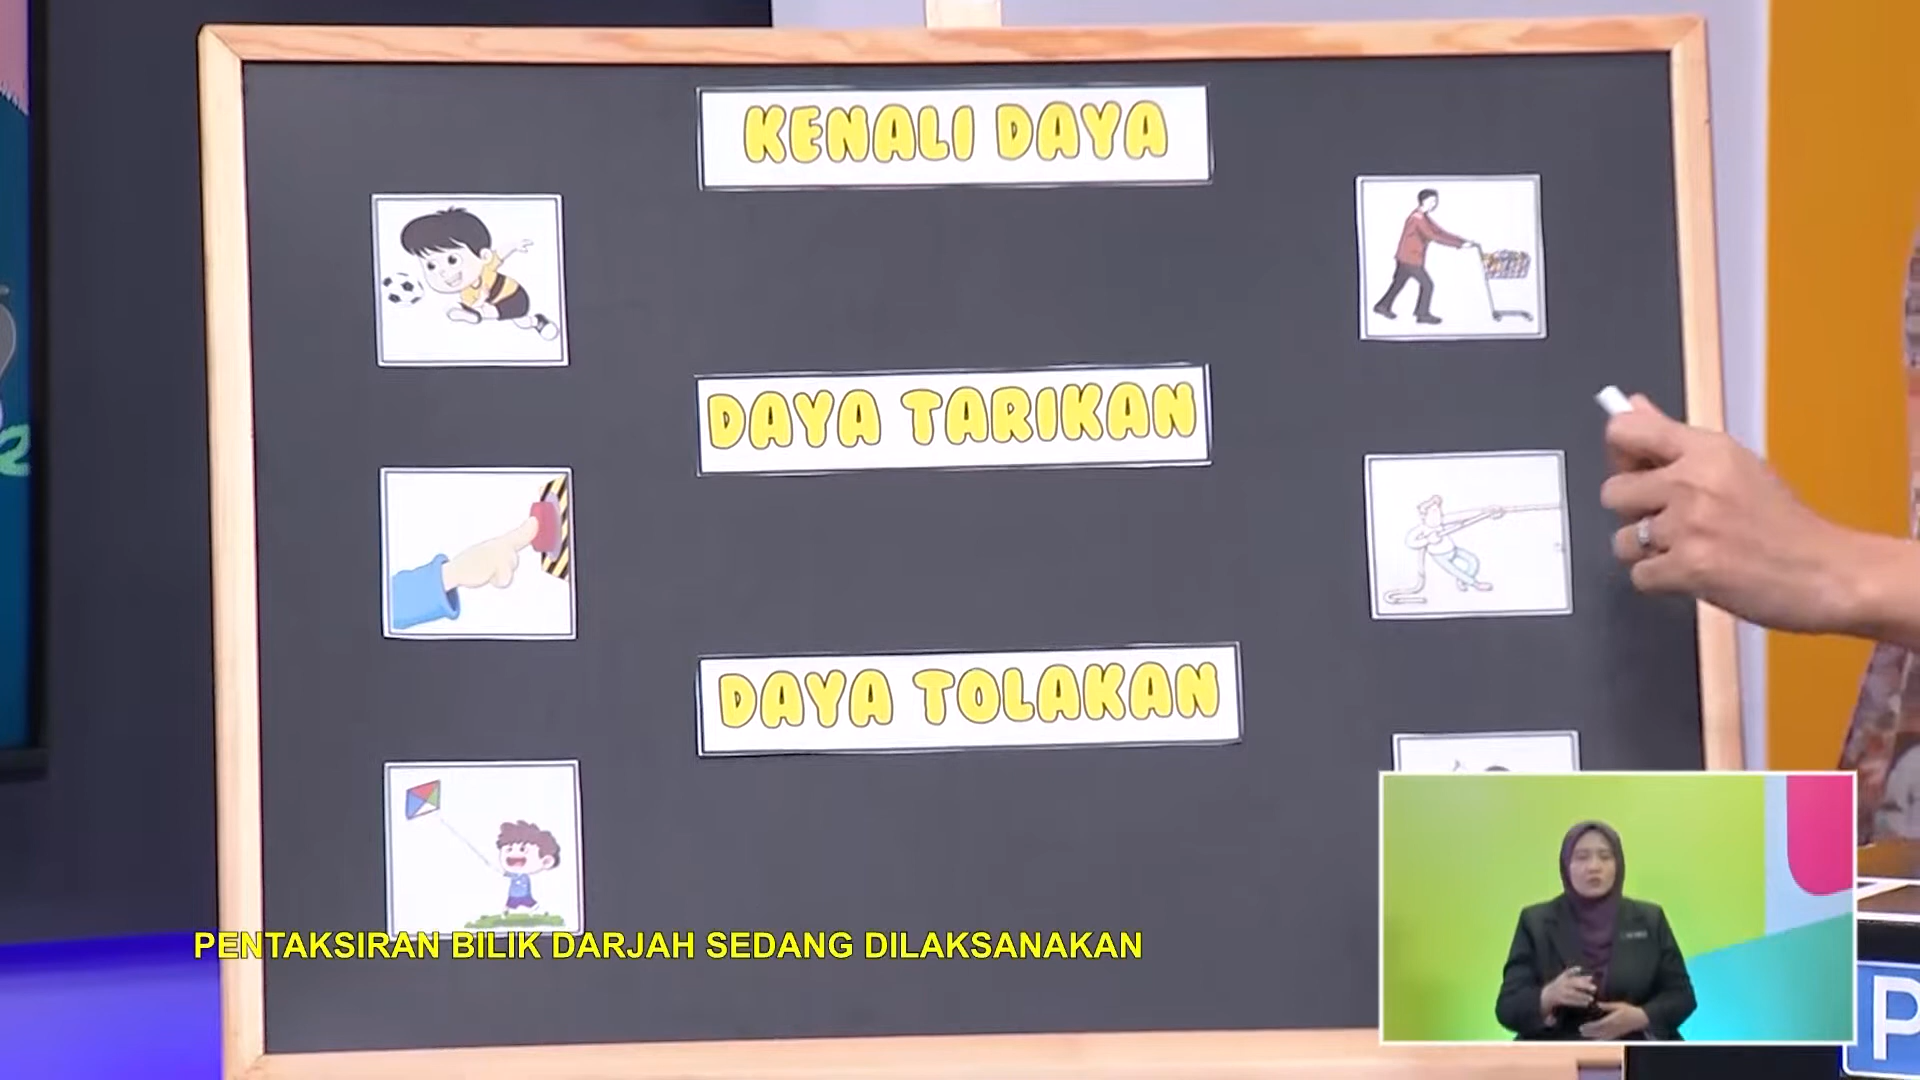 KENALI DAYA
DAYA TARIKAN
DAYA TOLAKAN
PENTAKSIRAN BILIK DARJAH SEDANG DILAKSANAKAN
P